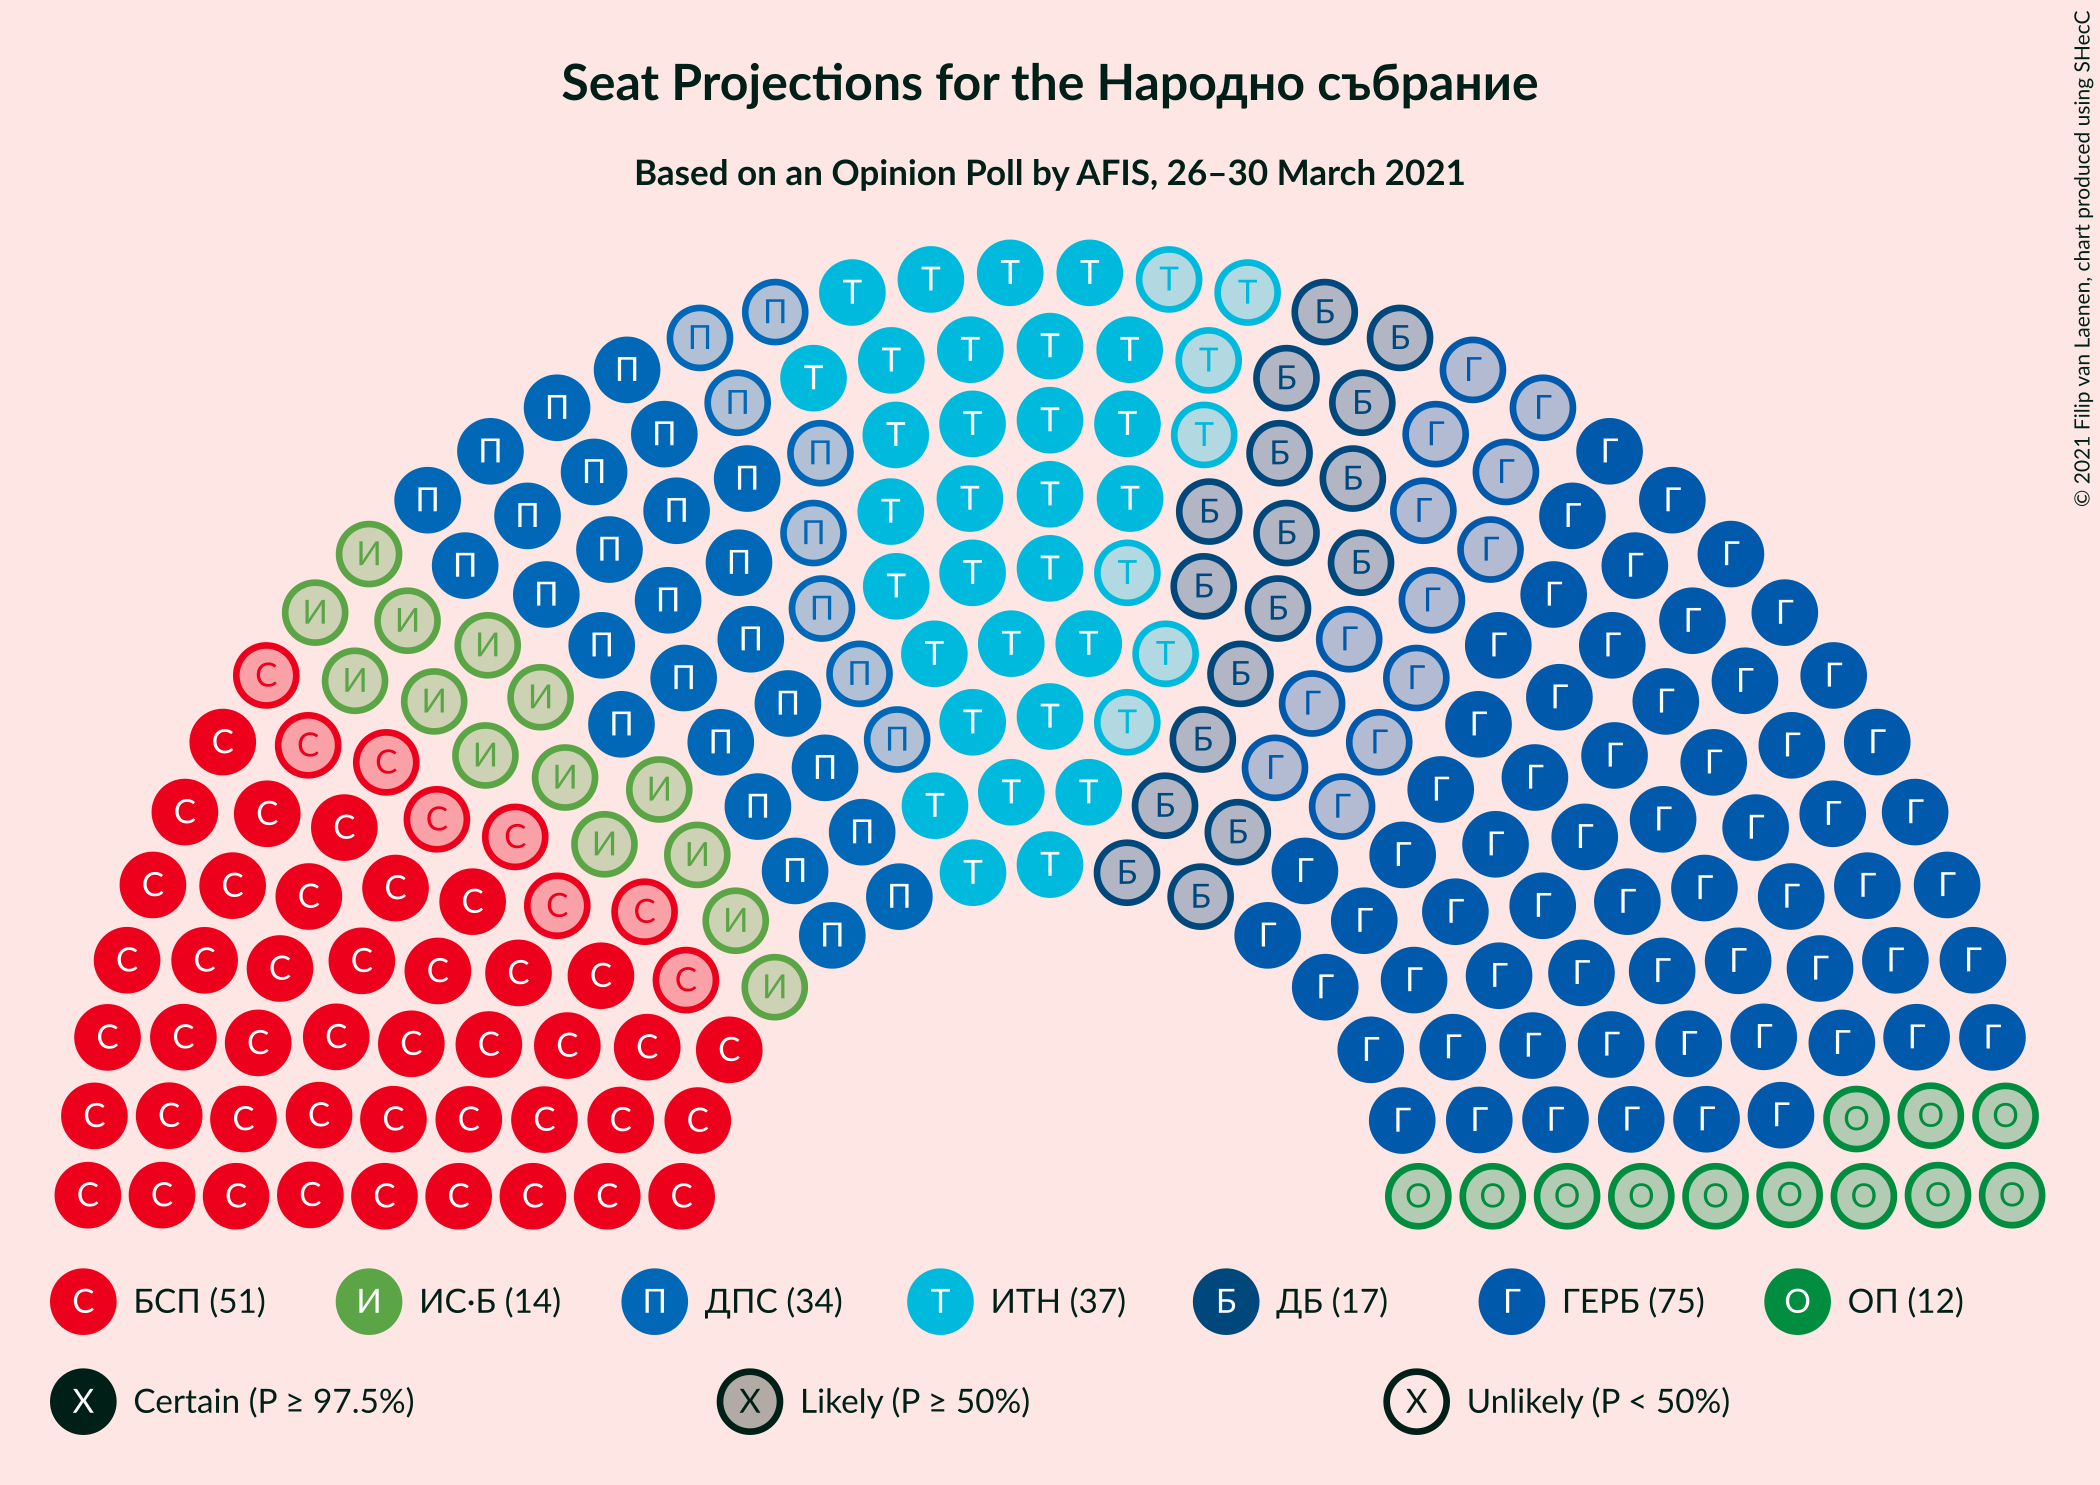 Seat Projections for the Народно събрание
Based on an Opinion Poll by AFIS, 26–30 March 2021
© 2021 Filip van Laenen, chart produced using SHecC
Т Т Т Т Т Т
П П Б Б
П Т Т Т Т Т Т Г
П П Т Б Б Г
П П П Т Т Т Т Т Б Г Г
П П П П Т Т Т Т Б Б Г Г Г
И П П П П Т Т Т Т Б Б Г Г Г Г
И И П П П П Т Т Т Т Б Б Г Г Г Г
С И И И П П П П Т Т Т Т Б Г Г Г Г Г
С С И И И П П П П Т Т Т Б Г Г Г Г Г Г
С С С С И И И П П П Т Т Т Б Г Г Г Г Г Г Г
С С С С С С И И П П Т Т Б Б Г Г Г Г Г Г Г Г
С С С С С С С С И И П Г Г Г Г Г Г Г Г Г
С С С С С С С С С Г Г Г Г Г Г Г Г Г
С С С С С С С С С Г Г Г Г Г Г О О О
С С С С С С С С С О О О О О О О О О
С БСП (51) И ИС·Б (14) П ДПС (34) Т ИТН (37) Б ДБ (17) Г ГЕРБ (75) О ОП (12)
X Certain (P ≥ 97.5%) X Likely (P ≥ 50%) X Unlikely (P < 50%)